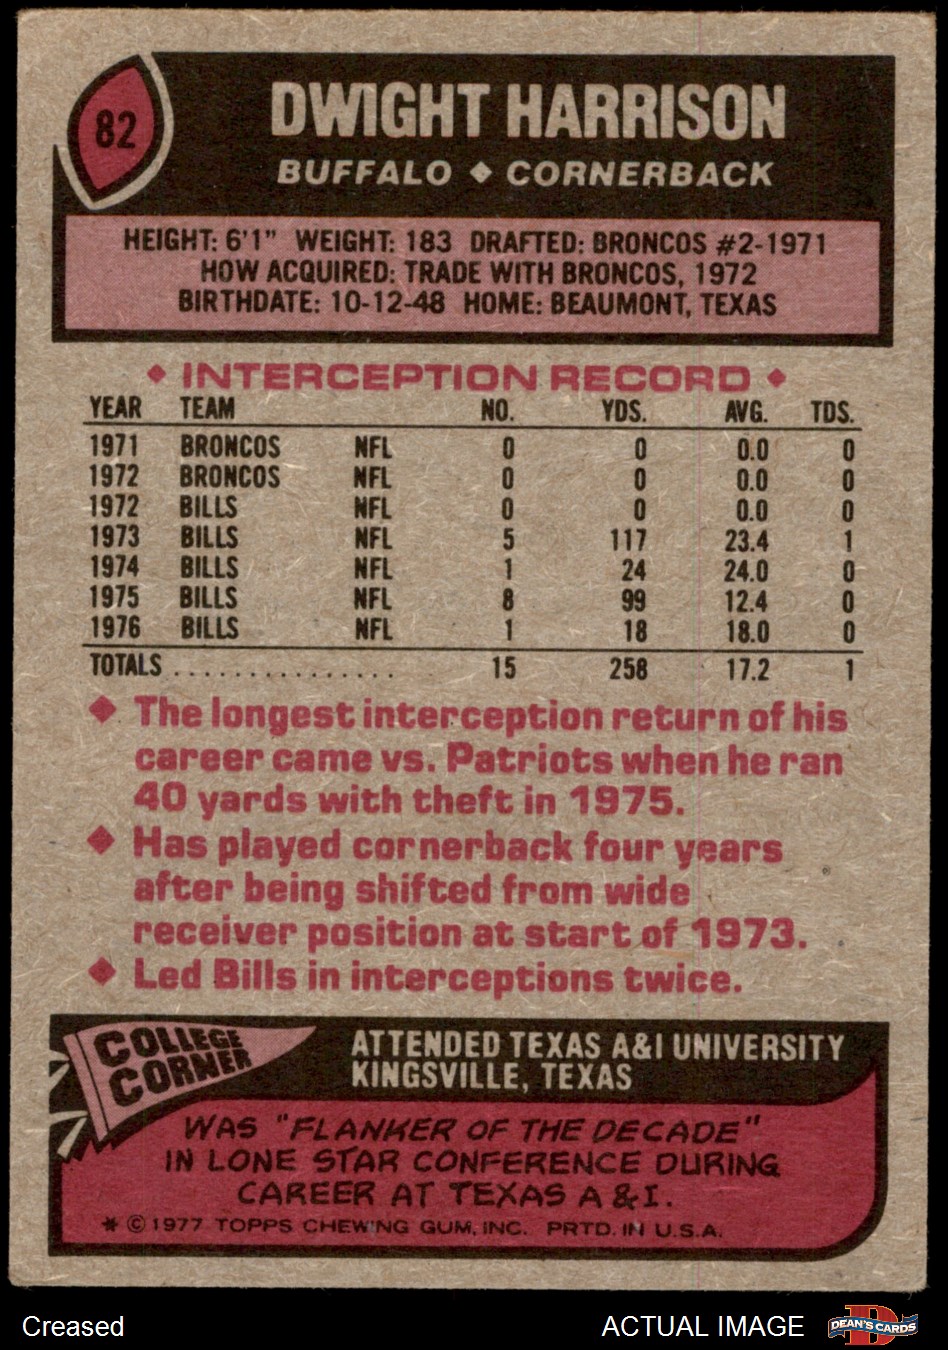 82
DWIGHT HARRISON
BUFFALO ◆ CORNERBACK
HEIGHT: 6'1" WEIGHT: 183 DRAFTED: BRONCOS #2-1971
HOW ACQUIRED: TRADE WITH BRONCOS, 1972
BIRTHDATE: 10-12-48 HOME: BEAUMONT, TEXAS
◆ INTERCEPTION RECORD ◆
YEAR TEAM NO. YDS. AVG. TDS.
1971 BRONCOS NFL 0 0 0.0 0
1972 BRONCOS NFL 0 0 0.0 0
1972 BILLS NFL 0 0 0.0 0
1973 BILLS NFL 5 117 23.4 1
1974 BILLS NFL 1 24 24.0 0
1975 BILLS NFL 8 99 12.4 0
1976 BILLS NFL 1 18 18.0 0
TOTALS ............... 15 258 17.2 1
◆ The longest interception return of his
career came vs. Patriots when he ran
40 yards with theft in 1975.
◆ Has played cornerback four years
after being shifted from wide
receiver position at start of 1973.
◆ Led Bills in interceptions twice.
COLLEGE
CORNER
ATTENDED TEXAS A&I UNIVERSITY
KINGSVILLE, TEXAS
WAS "FLANKER OF THE DECADE"
IN LONE STAR CONFERENCE DURING
CAREER AT TEXAS A & I.
* © 1977 TOPPS CHEWING GUM, INC. PRTD. IN U.S.A.
Creased
ACTUAL IMAGE
DEAN'S CARDS